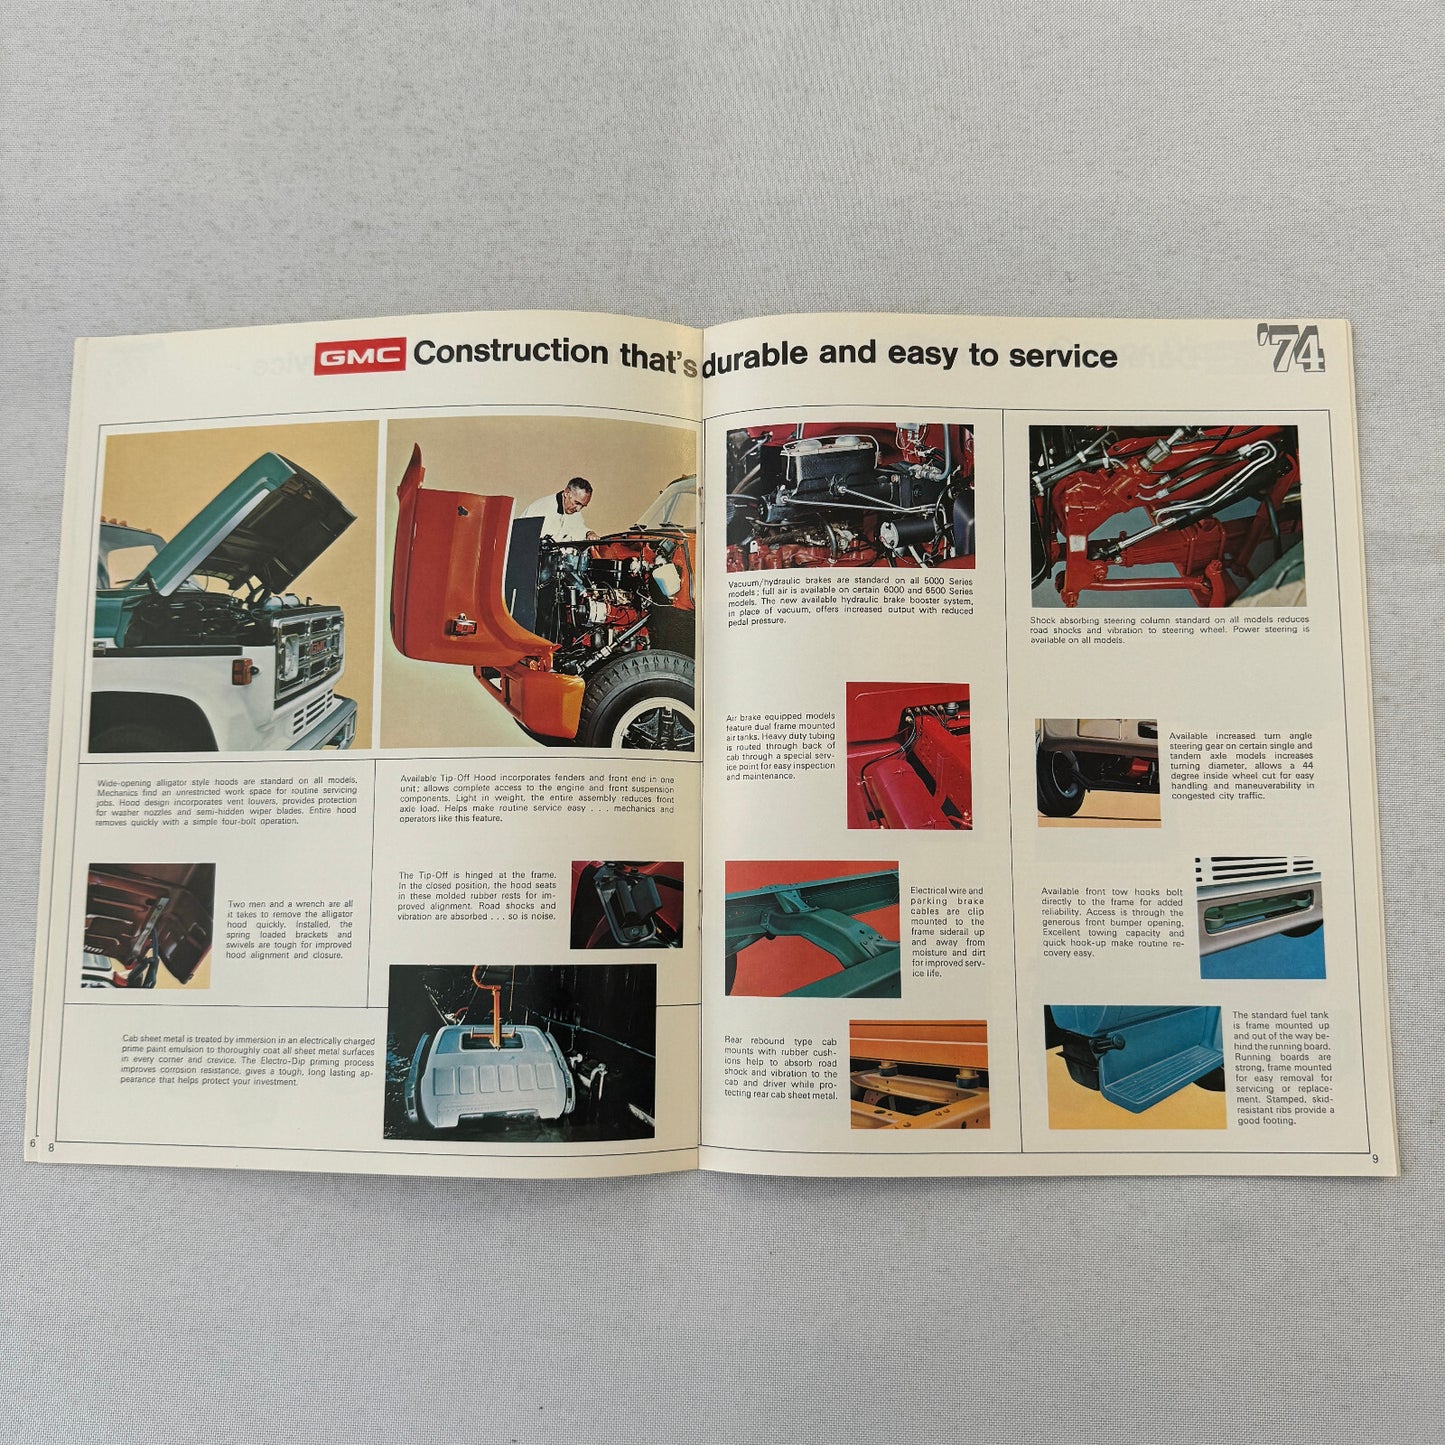 GMC Construction that's durable and easy to service
'74
GMC
Wide-opening alligator style hoods are standard on all models.
Mechanics find an unrestricted work space for routine servicing
jobs. Hood design incorporates vent louvers, provides protection
for washer nozzles and semi-hidden wiper blades. Entire hood
removes quickly with a simple four-bolt operation.
Available Tip-Off Hood incorporates fenders and front end in one
unit; allows complete access to the engine and front suspension
components. Light in weight, the entire assembly reduces front
axle load. Helps make routine service easy . . . mechanics and
operators like this feature.
Two men and a wrench are all
it takes to remove the alligator
hood quickly. Installed, the
spring loaded brackets and
swivels are tough for improved
hood alignment and closure.
The Tip-Off is hinged at the frame.
In the closed position, the hood seats
in these molded rubber rests for im-
proved alignment. Road shocks and
vibration are absorbed . . . so is noise.
Cab sheet metal is treated by immersion in an electrically charged
prime paint emulsion to thoroughly coat all sheet metal surfaces
in every corner and crevice. The Electro-Dip priming process
improves corrosion resistance, gives a tough, long lasting ap-
pearance that helps protect your investment.
6
8
Vacuum/hydraulic brakes are standard on all 5000 Series
models; full air is available on certain 6000 and 6500 Series
models. The new available hydraulic brake booster system,
in place of vacuum, offers increased output with reduced
pedal pressure.
Air brake equipped models
feature dual frame mounted
air tanks. Heavy duty tubing
is routed through back of
cab through a special serv-
ice point for easy inspection
and maintenance.
Electrical wire and
parking brake
cables are clip
mounted to the
frame siderail up
and away from
moisture and dirt
for improved serv-
ice life.
Rear rebound type cab
mounts with rubber cush-
ions help to absorb road
shock and vibration to the
cab and driver while pro-
tecting rear cab sheet metal.
Shock absorbing steering column standard on all models reduces
road shocks and vibration to steering wheel. Power steering is
available on all models.
Available increased turn angle
steering gear on certain single and
tandem axle models increases
turning diameter, allows a 44
degree inside wheel cut for easy
handling and maneuverability in
congested city traffic.
Available front tow hooks bolt
directly to the frame for added
reliability. Access is through the
generous front bumper opening.
Excellent towing capacity and
quick hook-up make routine re-
covery easy.
The standard fuel tank
is frame mounted up
and out of the way be-
hind the running board.
Running boards are
strong, frame mounted
for easy removal for
servicing or replace-
ment. Stamped, skid-
resistant ribs provide a
good footing.
9